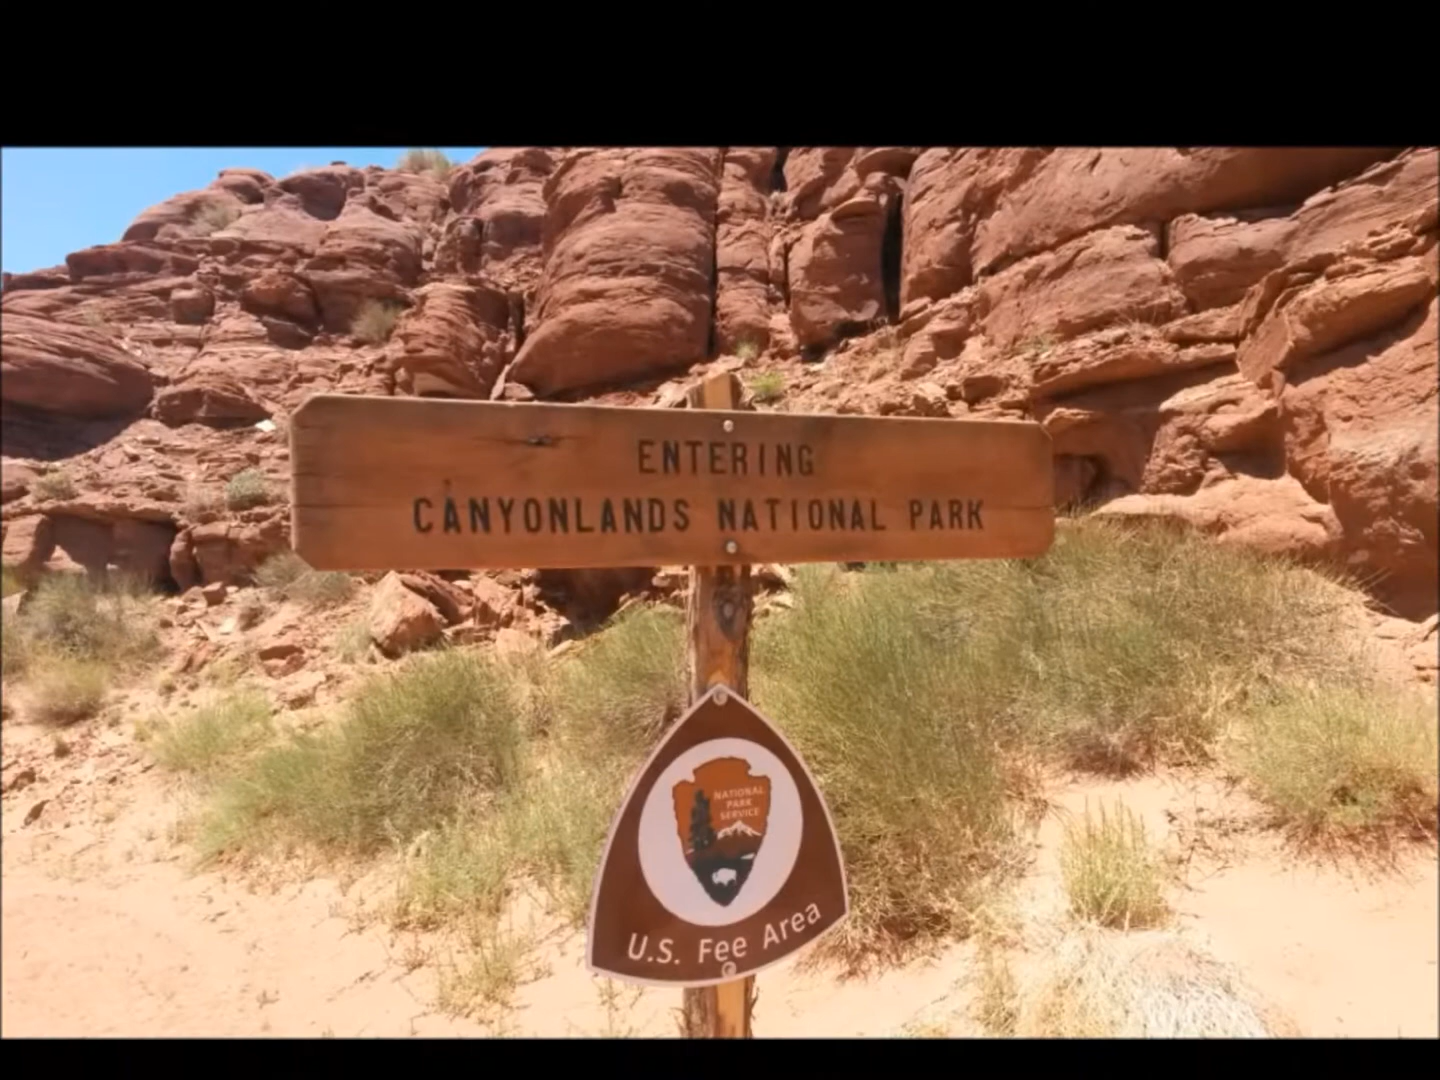 ENTERING
CANYONLANDS NATIONAL PARK
NATIONAL
PARK
SERVICE
U.S. Fee Area